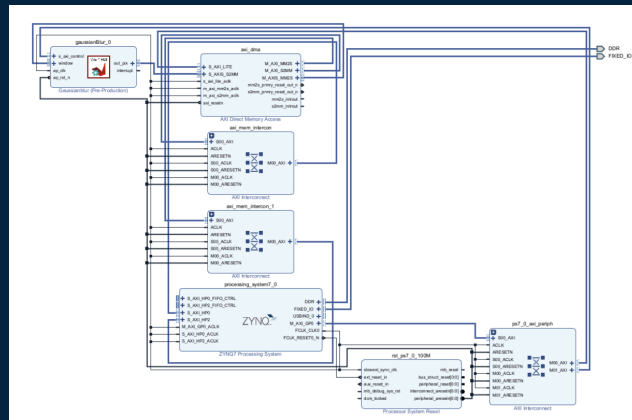 gaussianBlur_0
s_axi_control
window
ap_clk
ap_rst_n
out_pix
interrupt
Gaussianblur (Pre-Production)
axi_dma
S_AXI_LITE
S_AXIS_S2MM
s_axi_lite_aclk
m_axi_mm2s_aclk
m_axi_s2mm_aclk
axi_resetn
M_AXI_MM2S
M_AXI_S2MM
M_AXIS_MM2S
mm2s_prmry_reset_out_n
s2mm_prmry_reset_out_n
mm2s_introut
s2mm_introut
AXI Direct Memory Access
DDR
FIXED_IO
axi_mem_intercon
S00_AXI
ACLK
ARESETN
S00_ACLK
S00_ARESETN
M00_ACLK
M00_ARESETN
M00_AXI
AXI Interconnect
axi_mem_intercon_1
S00_AXI
ACLK
ARESETN
S00_ACLK
S00_ARESETN
M00_ACLK
M00_ARESETN
M00_AXI
AXI Interconnect
processing_system7_0
S_AXI_HP0_FIFO_CTRL
S_AXI_HP2_FIFO_CTRL
S_AXI_HP0
S_AXI_HP2
M_AXI_GP0_ACLK
S_AXI_HP0_ACLK
S_AXI_HP2_ACLK
ZYNQ
DDR
FIXED_IO
USBIND_0
M_AXI_GP0
FCLK_CLK0
FCLK_RESET0_N
ZYNQ7 Processing System
rst_ps7_0_100M
slowest_sync_clk
ext_reset_in
aux_reset_in
mb_debug_sys_rst
dcm_locked
mb_reset
bus_struct_reset[0:0]
peripheral_reset[0:0]
interconnect_aresetn[0:0]
peripheral_aresetn[0:0]
Processor System Reset
ps7_0_axi_periph
S00_AXI
ACLK
ARESETN
S00_ACLK
S00_ARESETN
M00_ACLK
M00_ARESETN
M01_ACLK
M01_ARESETN
M00_AXI
M01_AXI
AXI Interconnect